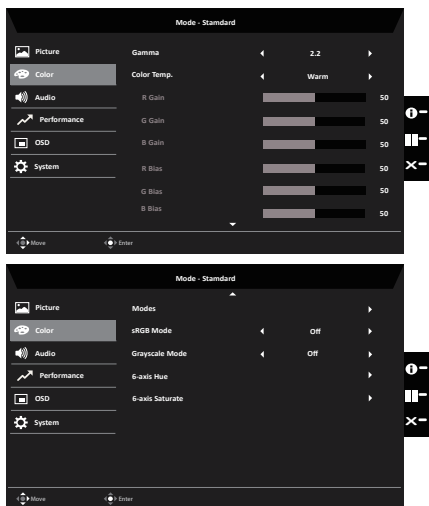 Mode - Standard
Picture
Gamma 2.2
Color
Color Temp. Warm
Audio
R Gain 50
Performance
G Gain 50
OSD
B Gain 50
System
R Bias 50
G Bias 50
B Bias 50
Move Enter
Mode - Standard
Picture
Modes
Color
sRGB Mode Off
Audio
Grayscale Mode Off
Performance
6-axis Hue
OSD
6-axis Saturate
System
Move Enter